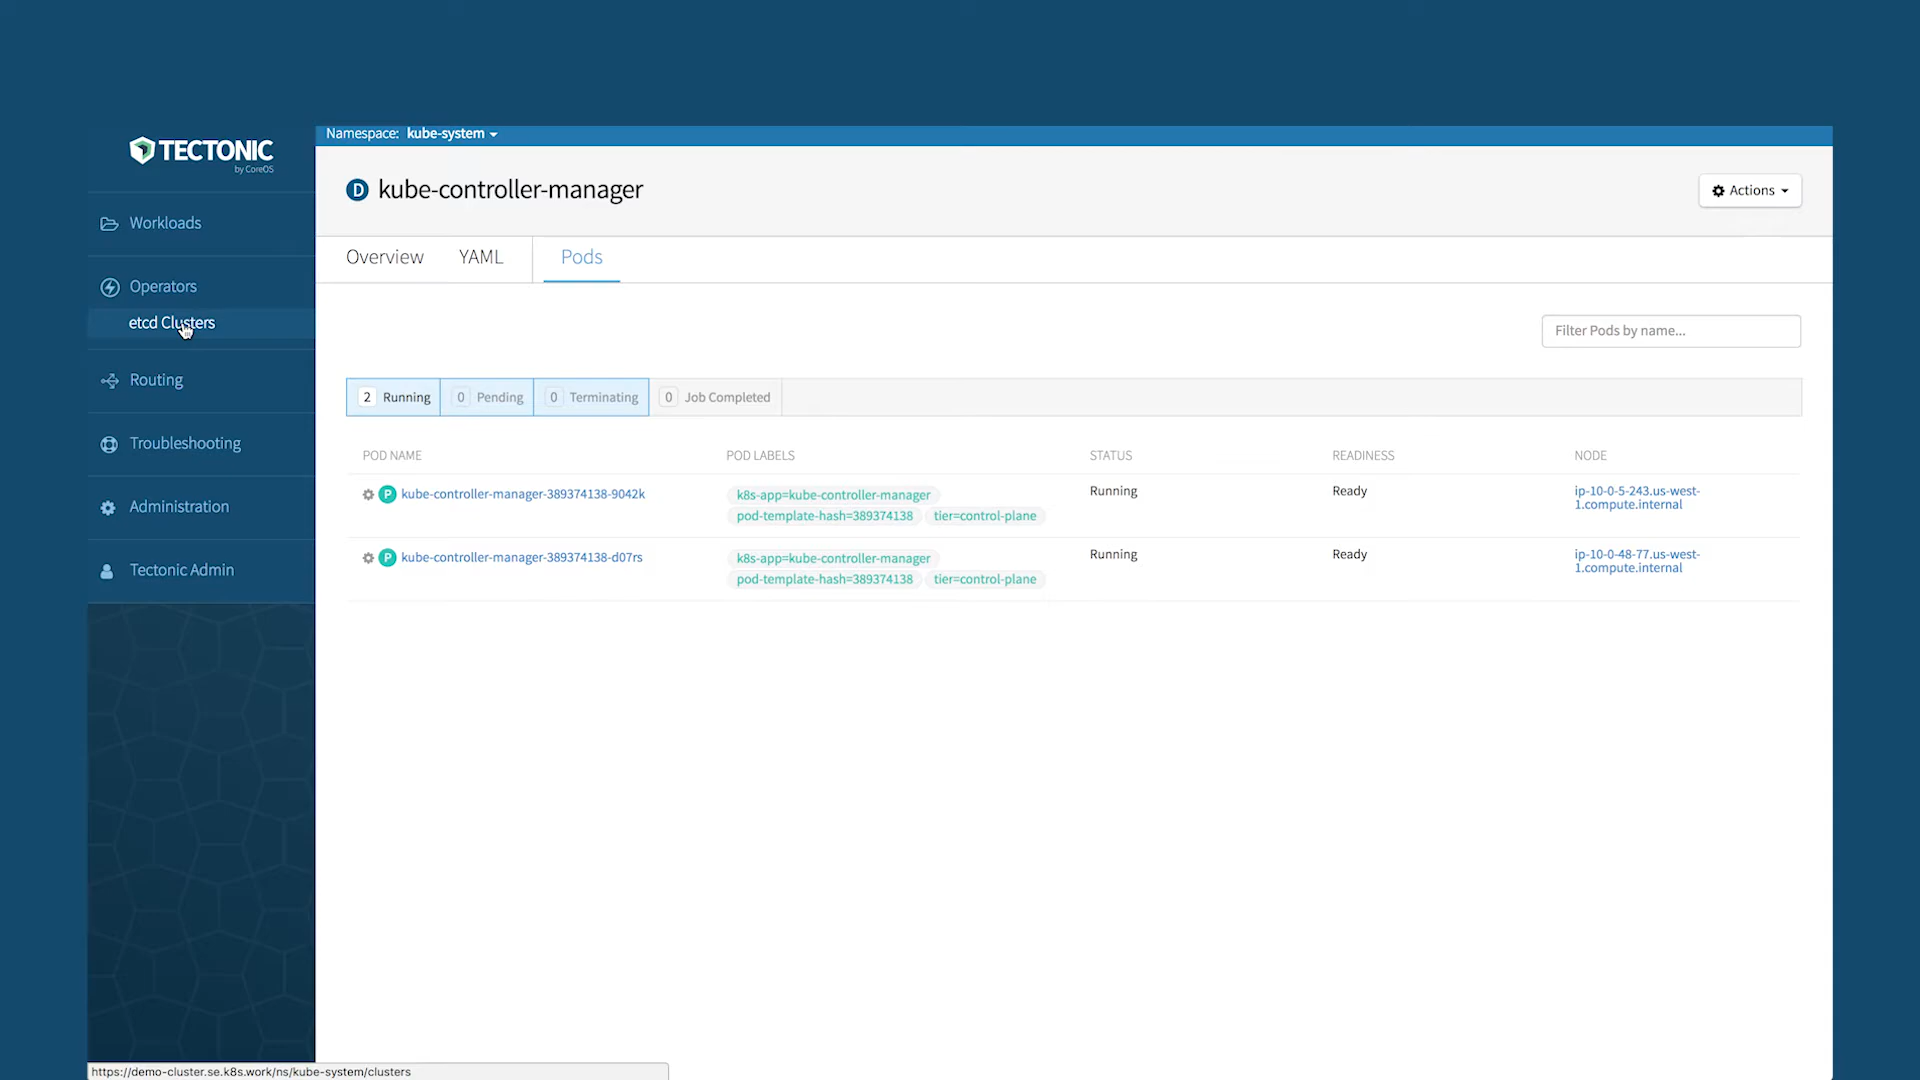 TECTONIC
by CoreOS
Workloads
Operators
etcd Clusters
Routing
Troubleshooting
Administration
Tectonic Admin
Namespace: kube-system
D kube-controller-manager
Actions
Overview YAML Pods
Filter Pods by name...
2 Running 0 Pending 0 Terminating 0 Job Completed
POD NAME POD LABELS STATUS READINESS NODE
P kube-controller-manager-389374138-9042k k8s-app=kube-controller-manager Running Ready ip-10-0-5-243.us-west-
pod-template-hash=389374138 tier=control-plane 1.compute.internal
P kube-controller-manager-389374138-d07rs k8s-app=kube-controller-manager Running Ready ip-10-0-48-77.us-west-
pod-template-hash=389374138 tier=control-plane 1.compute.internal
https://demo-cluster.se.k8s.work/ns/kube-system/clusters